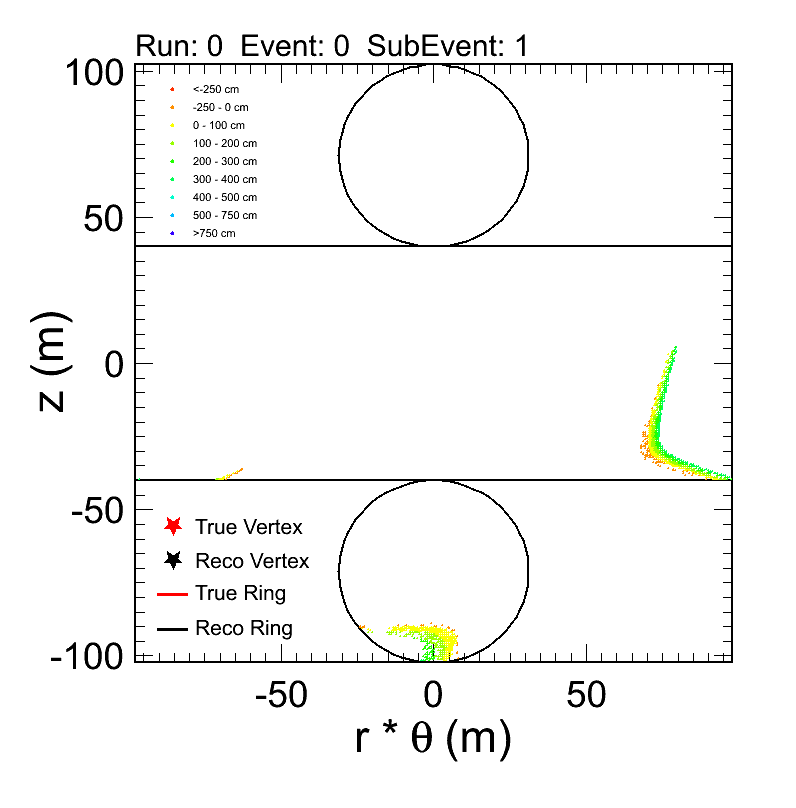 Run: 0 Event: 0 SubEvent: 1
100
<-250 cm
-250 - 0 cm
0 - 100 cm
100 - 200 cm
200 - 300 cm
300 - 400 cm
400 - 500 cm
500 - 750 cm
>750 cm
50
z (m)
0
-50
True Vertex
Reco Vertex
True Ring
Reco Ring
-100
-50 0 50
r * θ (m)